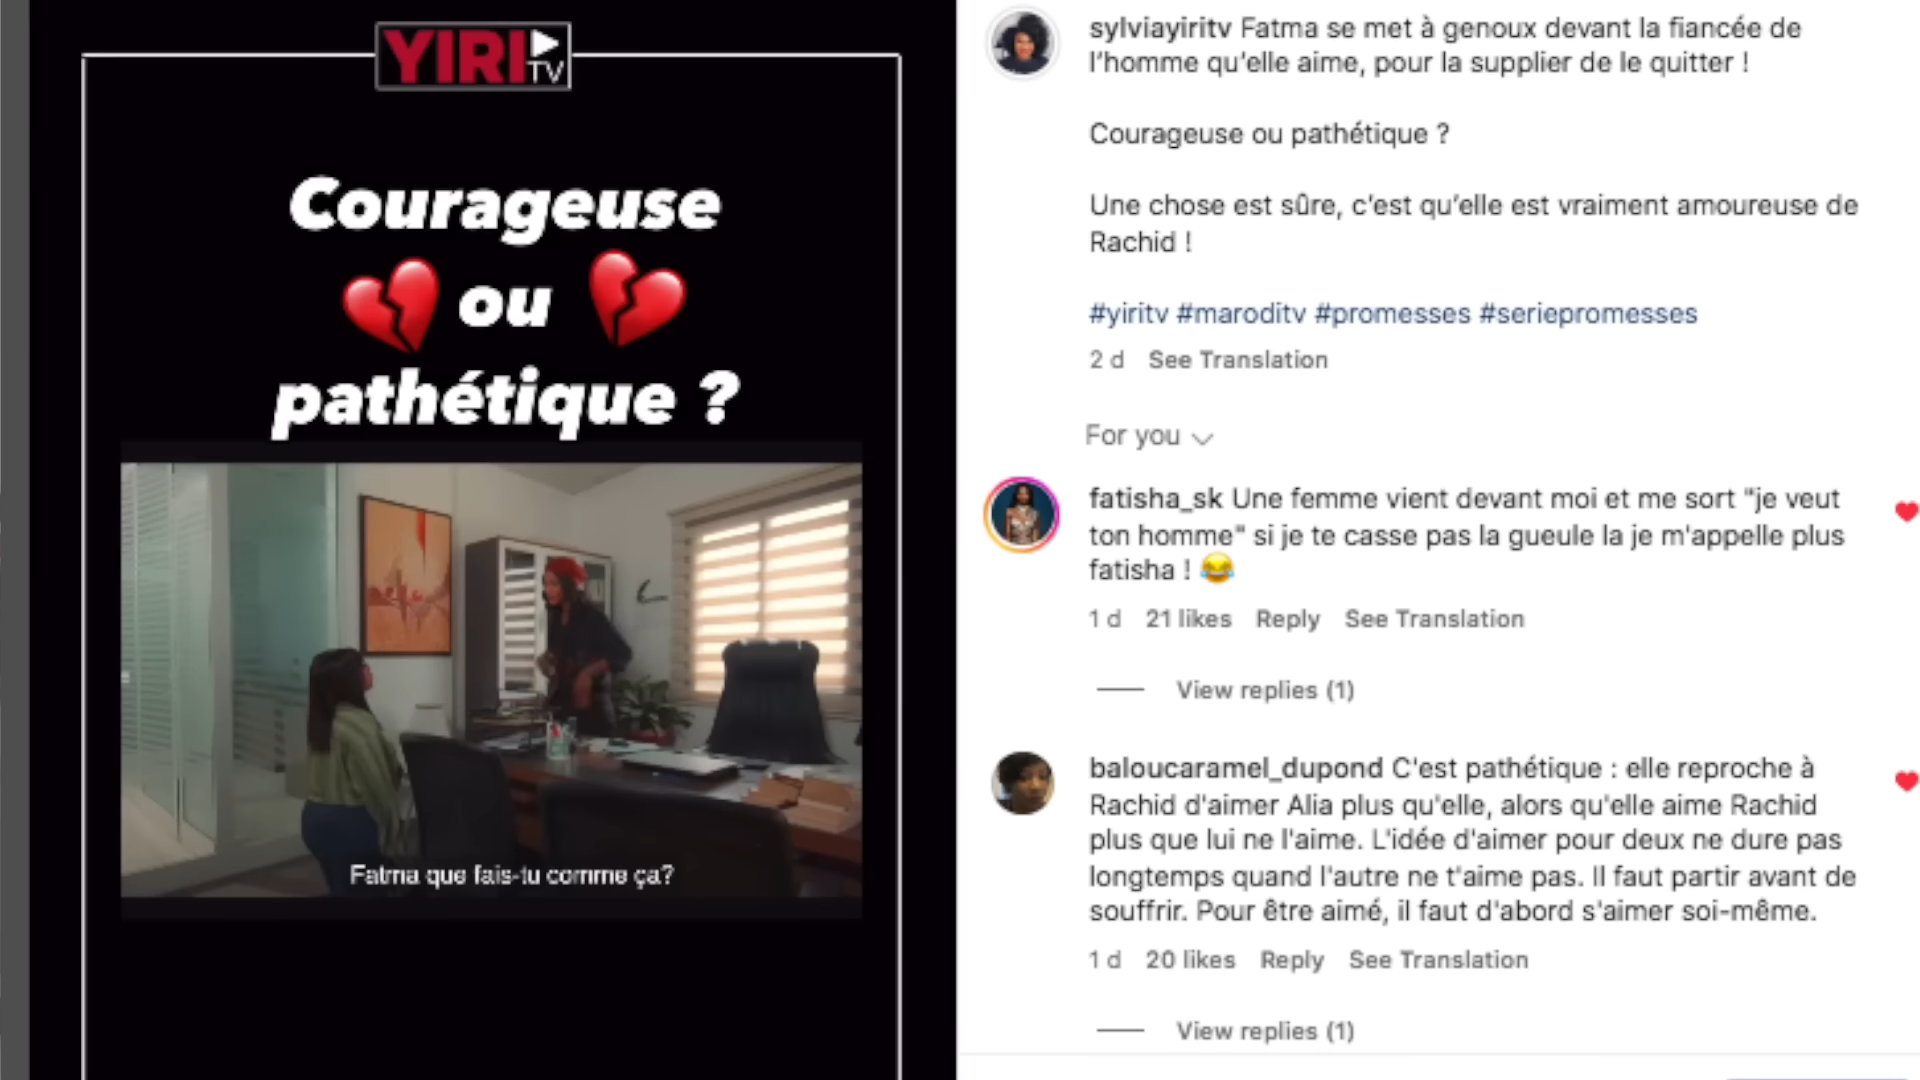 YIRI TV
Courageuse
💔 ou 💔
pathétique ?
Fatma que fais-tu comme ça?
sylviayiritv Fatma se met à genoux devant la fiancée de
l’homme qu’elle aime, pour la supplier de le quitter !
Courageuse ou pathétique ?
Une chose est sûre, c’est qu’elle est vraiment amoureuse de
Rachid !
#yiritv #maroditv #promesses #seriepromesses
2 d See Translation
For you
fatisha_sk Une femme vient devant moi et me sort "je veut
ton homme" si je te casse pas la gueule la je m'appelle plus
fatisha ! 😂
1 d 21 likes Reply See Translation
View replies (1)
baloucaramel_dupond C'est pathétique : elle reproche à
Rachid d'aimer Alia plus qu'elle, alors qu'elle aime Rachid
plus que lui ne l'aime. L'idée d'aimer pour deux ne dure pas
longtemps quand l'autre ne t'aime pas. Il faut partir avant de
souffrir. Pour être aimé, il faut d'abord s'aimer soi-même.
1 d 20 likes Reply See Translation
View replies (1)